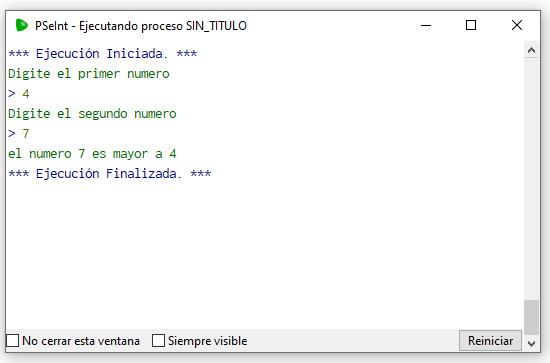 PSeInt - Ejecutando proceso SIN_TITULO
*** Ejecución Iniciada. ***
Digite el primer numero
> 4
Digite el segundo numero
> 7
el numero 7 es mayor a 4
*** Ejecución Finalizada. ***
No cerrar esta ventana Siempre visible Reiniciar